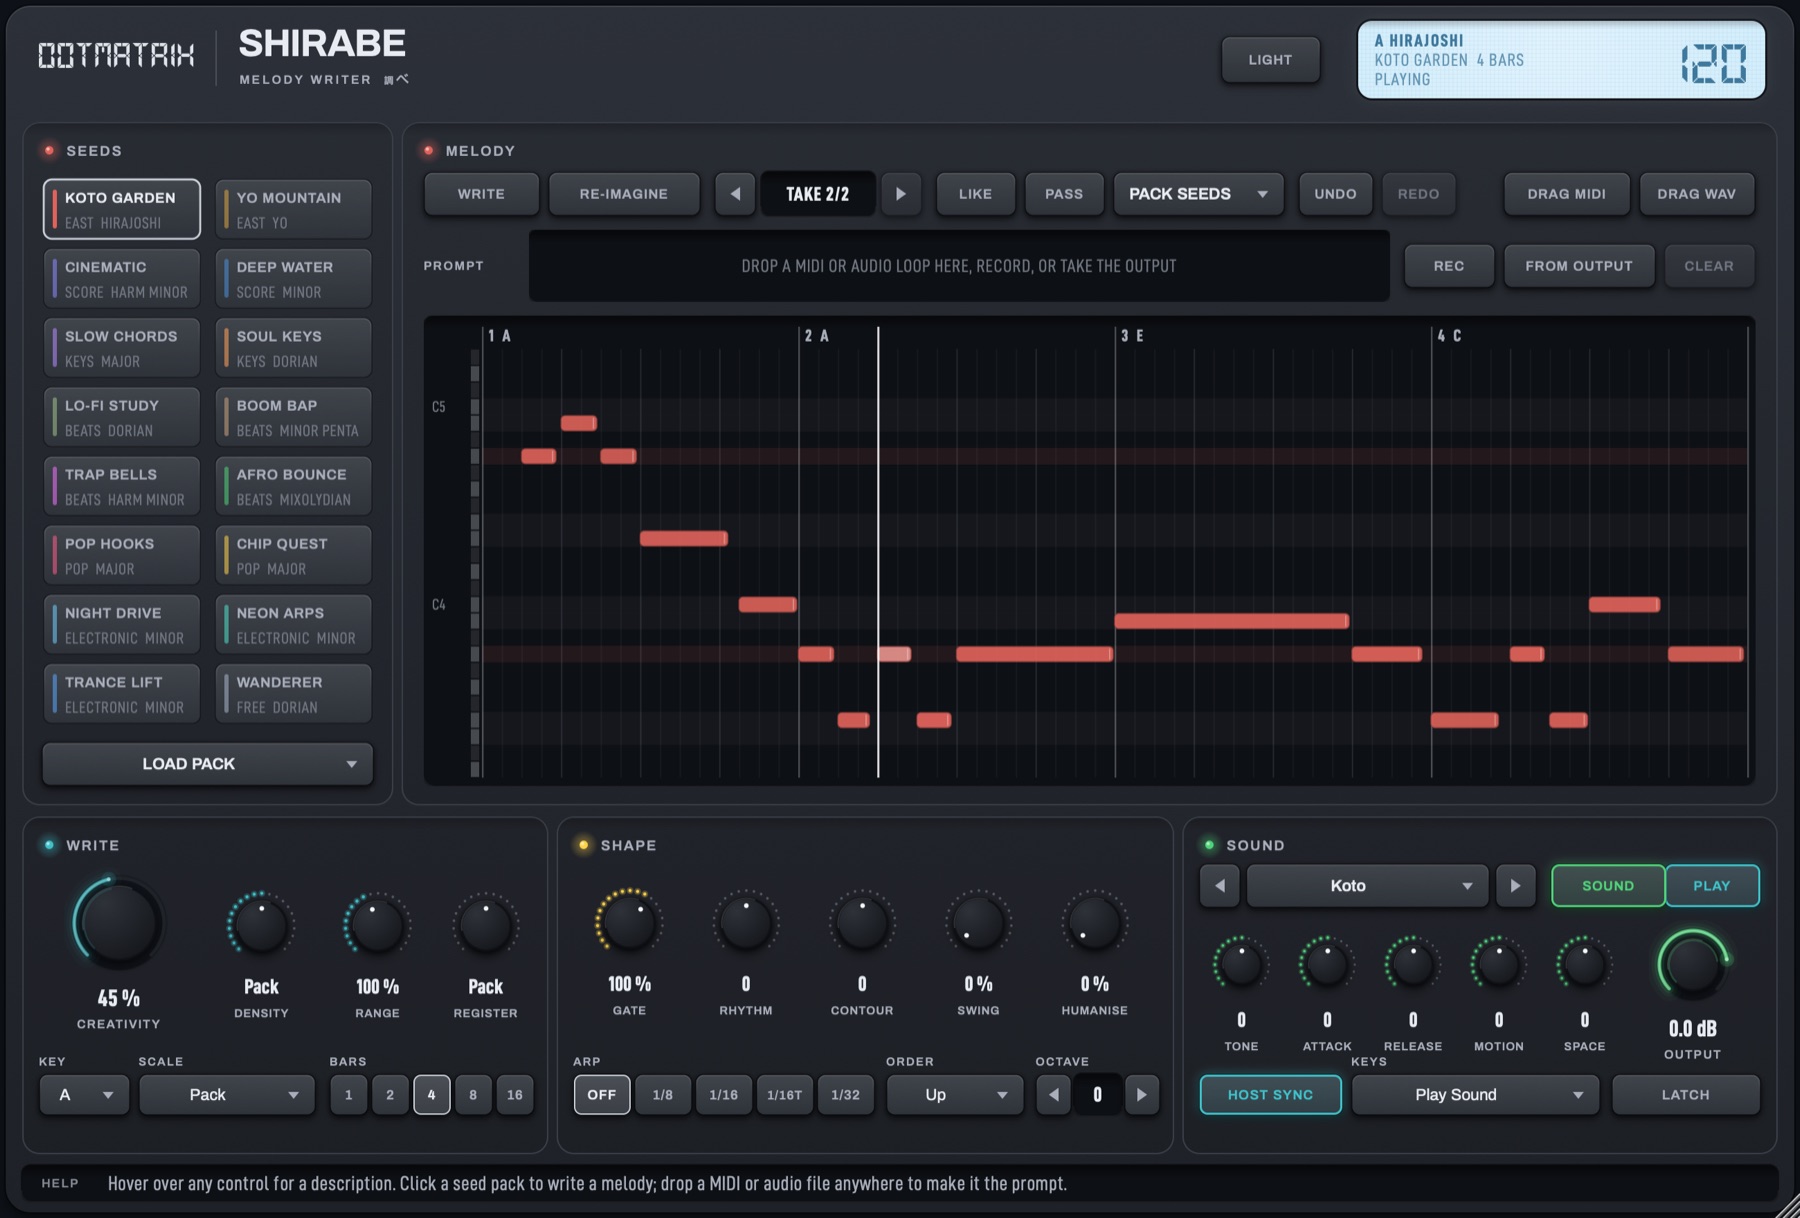 DOTMATRIX
SHIRABE
MELODY WRITER 調べ
LIGHT
A HIRAJOSHI
KOTO GARDEN 4 BARS
PLAYING
120
SEEDS
KOTO GARDEN
EAST HIRAJOSHI
YO MOUNTAIN
EAST YO
CINEMATIC
SCORE HARM MINOR
DEEP WATER
SCORE MINOR
SLOW CHORDS
KEYS MAJOR
SOUL KEYS
KEYS DORIAN
LO-FI STUDY
BEATS DORIAN
BOOM BAP
BEATS MINOR PENTA
TRAP BELLS
BEATS HARM MINOR
AFRO BOUNCE
BEATS MIXOLYDIAN
POP HOOKS
POP MAJOR
CHIP QUEST
POP MAJOR
NIGHT DRIVE
ELECTRONIC MINOR
NEON ARPS
ELECTRONIC MINOR
TRANCE LIFT
ELECTRONIC MINOR
WANDERER
FREE DORIAN
LOAD PACK
MELODY
WRITE RE-IMAGINE TAKE 2/2 LIKE PASS PACK SEEDS UNDO REDO DRAG MIDI DRAG WAV
PROMPT DROP A MIDI OR AUDIO LOOP HERE, RECORD, OR TAKE THE OUTPUT REC FROM OUTPUT CLEAR
1 A 2 A 3 E 4 C
C5
C4
WRITE
45 % Pack 100 % Pack
CREATIVITY DENSITY RANGE REGISTER
KEY SCALE BARS
A Pack 1 2 4 8 16
SHAPE
100 % 0 0 0 % 0 %
GATE RHYTHM CONTOUR SWING HUMANISE
ARP ORDER OCTAVE
OFF 1/8 1/16 1/16T 1/32 Up 0
SOUND
Koto SOUND PLAY
0 0 0 0 0 0.0 dB
TONE ATTACK RELEASE MOTION SPACE OUTPUT
KEYS
HOST SYNC Play Sound LATCH
HELP Hover over any control for a description. Click a seed pack to write a melody; drop a MIDI or audio file anywhere to make it the prompt.